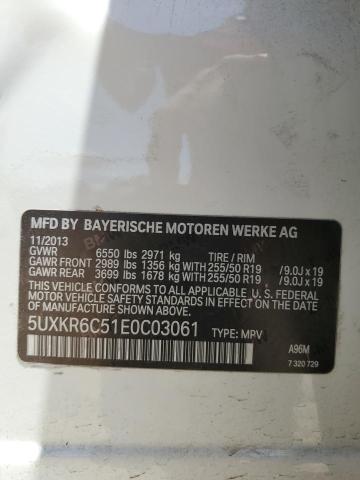 MFD BY BAYERISCHE MOTOREN WERKE AG
11/2013
GVWR 6550 lbs 2971 kg TIRE / RIM
GAWR FRONT 2989 lbs 1356 kg WITH 255/50 R19 /9.0J x 19
GAWR REAR 3699 lbs 1678 kg WITH 255/50 R19 /9.0J x 19
THIS VEHICLE CONFORMS TO ALL APPLICABLE U.S. FEDERAL
MOTOR VEHICLE SAFETY STANDARDS IN EFFECT ON THE DATE
OF MANUFACTURE SHOWN ABOVE.
5UXKR6C51E0C03061 TYPE: MPV
A96M
7 320 729